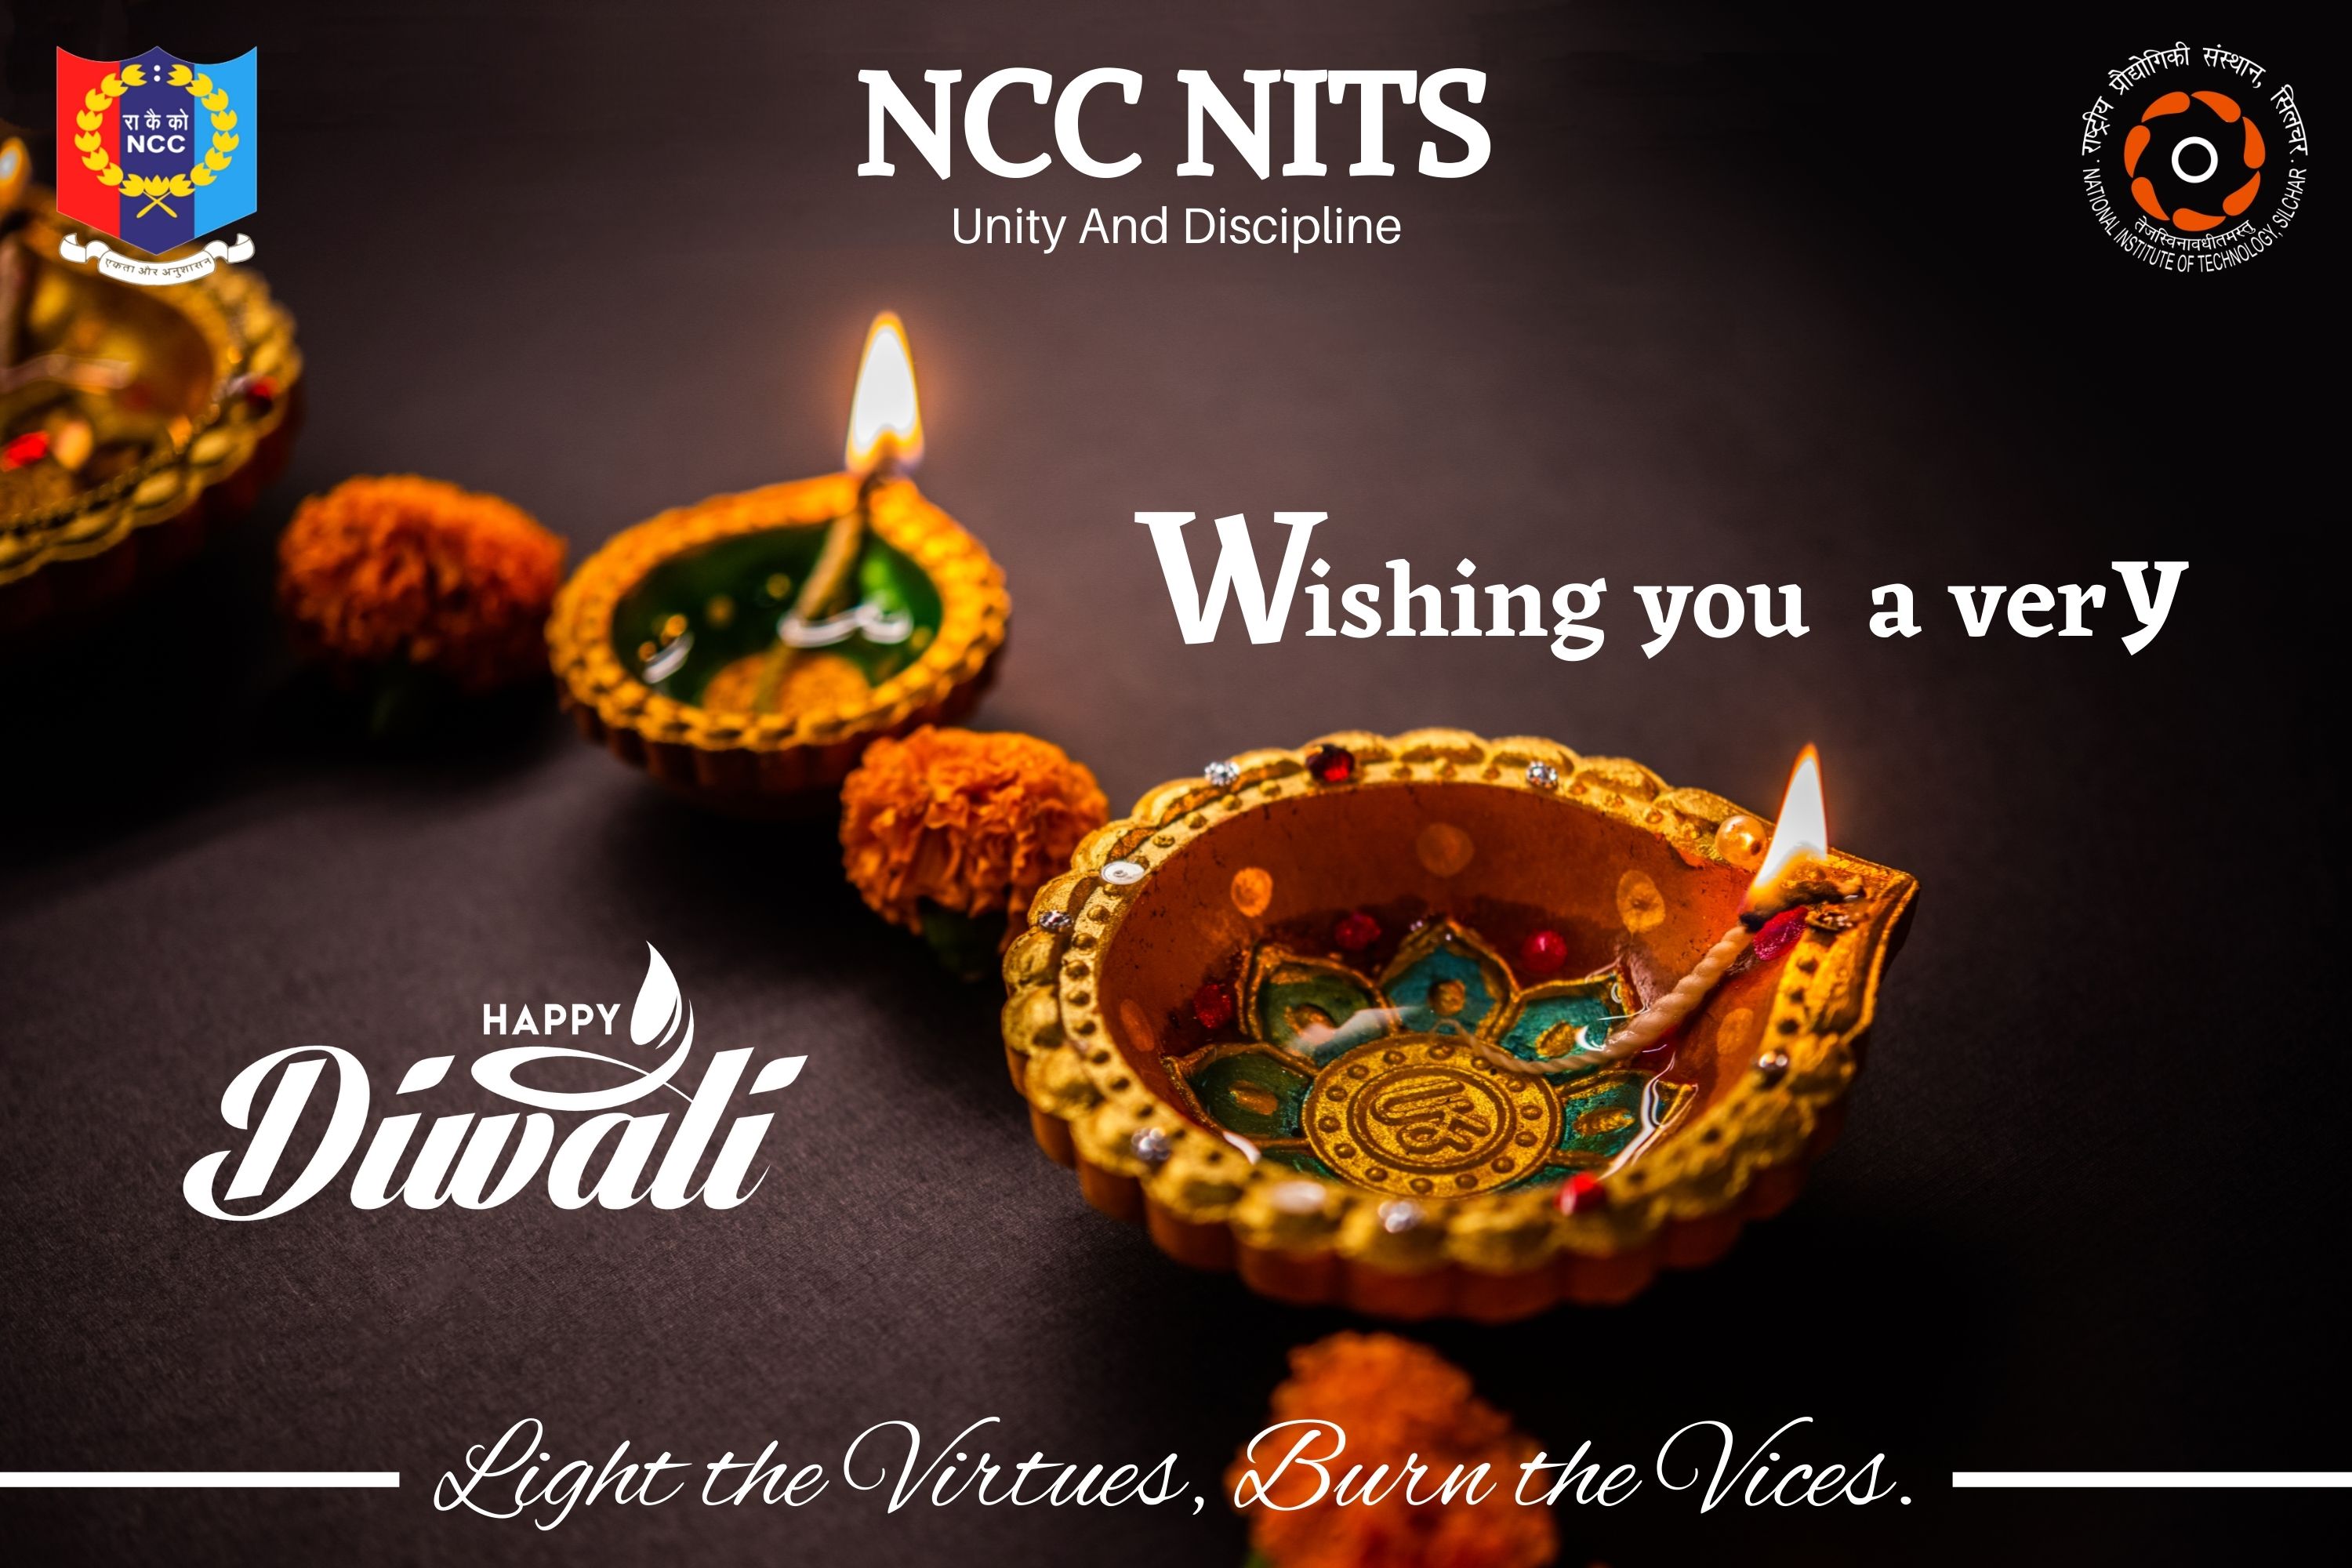 रा कै को
NCC
एकता और अनुशासन
NCC NITS
Unity And Discipline
राष्ट्रीय प्रौद्योगिकी संस्थान, सिलचर
तेजस्विनावधीतमस्तु
NATIONAL INSTITUTE OF TECHNOLOGY, SILCHAR
Wishing you a very
HAPPY
Diwali
Light the Virtues, Burn the Vices.